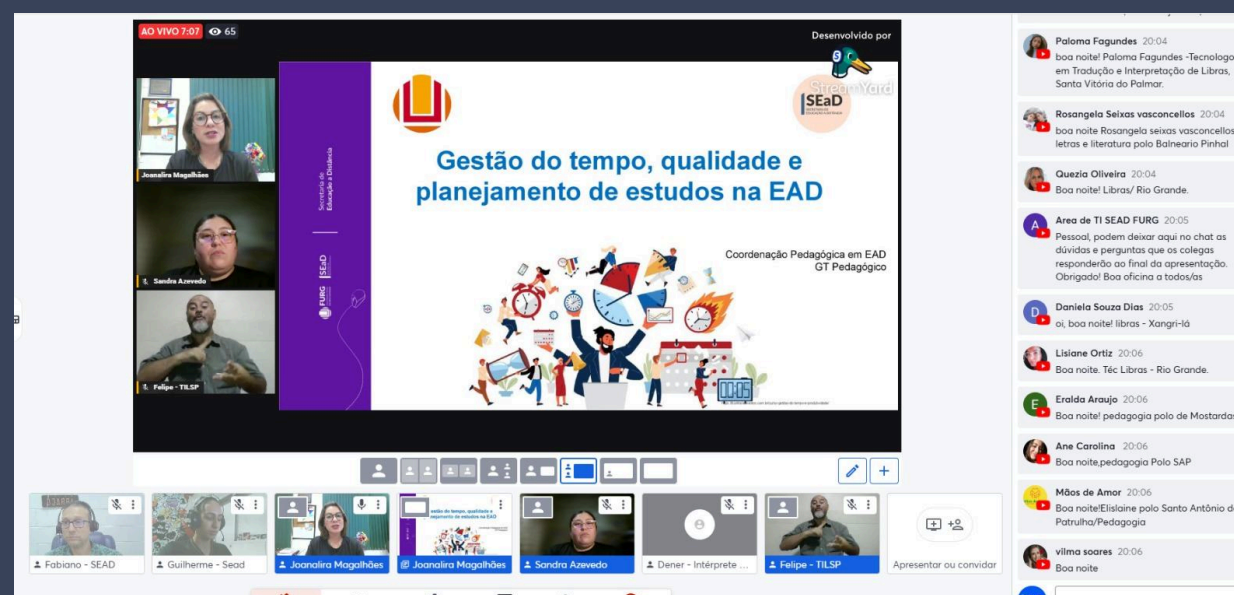 AO VIVO 7:07
65
Desenvolvido por
StreamYard
Joanalira Magalhães
Sandra Azevedo
Felipe - TILSP
Secretaria de
Educação a Distância
FURG
SEaD
SEaD
Gestão do tempo, qualidade e
planejamento de estudos na EAD
Coordenação Pedagógica em EAD
GT Pedagógico
00:05
Fabiano - SEAD
Guilherme - Sead
Joanalira Magalhães
Joanalira Magalhães
Sandra Azevedo
Dener - Intérprete ...
Felipe - TILSP
Apresentar ou convidar
Paloma Fagundes 20:04
boa noite! Paloma Fagundes -Tecnologo
em Tradução e Interpretação de Libras,
Santa Vitória do Palmar.
Rosangela Seixas vasconcellos 20:04
boa noite Rosangela seixas vasconcellos
letras e literatura polo Balneario Pinhal
Quezia Oliveira 20:04
Boa noite! Libras/ Rio Grande.
Area de TI SEAD FURG 20:05
Pessoal, podem deixar aqui no chat as
dúvidas e perguntas que os colegas
responderão ao final da apresentação.
Obrigado! Boa oficina a todos/as
Daniela Souza Dias 20:05
oi, boa noite! libras - Xangri-lá
Lisiane Ortiz 20:06
Boa noite. Téc Libras - Rio Grande.
Eralda Araujo 20:06
Boa noite! pedagogia polo de Mostardas
Ane Carolina 20:06
Boa noite,pedagogia Polo SAP
Mãos de Amor 20:06
Boa noite!Elislaine polo Santo Antônio da
Patrulha/Pedagogia
vilma soares 20:06
Boa noite